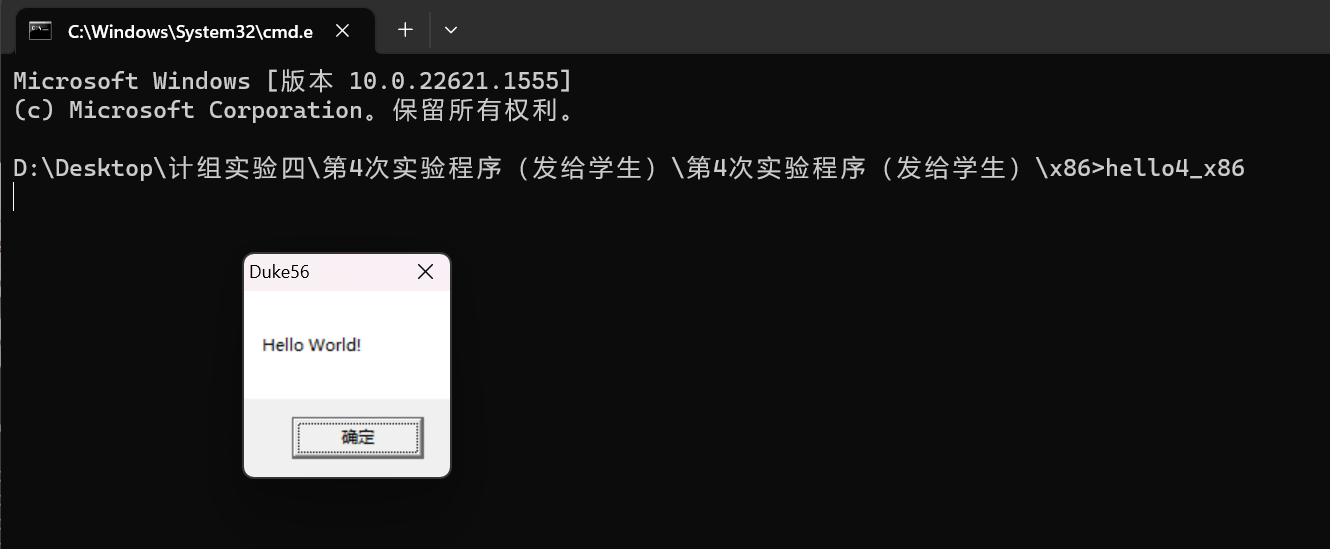 C:\Windows\System32\cmd.e
Microsoft Windows [版本 10.0.22621.1555]
(c) Microsoft Corporation。保留所有权利。
D:\Desktop\计组实验四\第4次实验程序（发给学生）\第4次实验程序（发给学生）\x86>hello4_x86
Duke56
Hello World!
确定